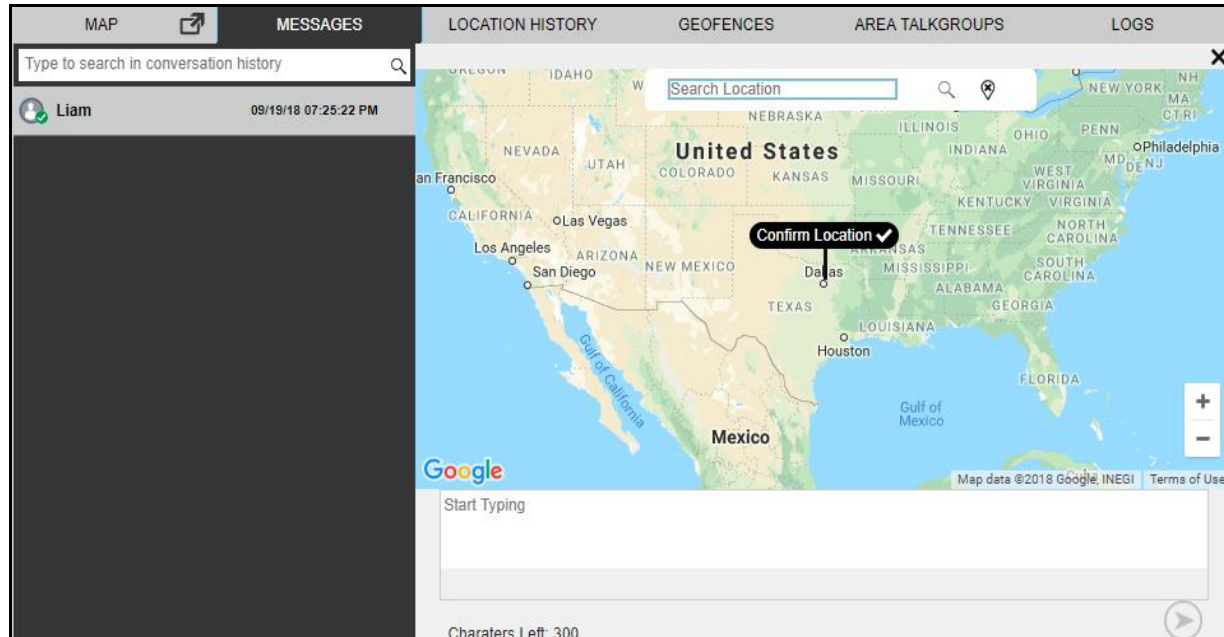 MAP
MESSAGES
LOCATION HISTORY
GEOFENCES
AREA TALKGROUPS
LOGS
Type to search in conversation history
Liam
09/19/18 07:25:22 PM
Search Location
OREGON
IDAHO
NEBRASKA
NEW YORK
NH
MA
CT RI
NEVADA
UTAH
United States
COLORADO
KANSAS
MISSOURI
ILLINOIS
INDIANA
OHIO
PENN
Philadelphia
MD
DE NJ
WEST
VIRGINIA
KENTUCKY
VIRGINIA
an Francisco
CALIFORNIA
Las Vegas
Los Angeles
San Diego
ARIZONA
NEW MEXICO
Confirm Location
ARKANSAS
TENNESSEE
NORTH
CAROLINA
Dallas
MISSISSIPPI
SOUTH
CAROLINA
ALABAMA
GEORGIA
TEXAS
LOUISIANA
Houston
FLORIDA
Gulf of
California
Gulf of
Mexico
Mexico
+
−
Google
Cuba
Map data ©2018 Google, INEGI
Terms of Use
Start Typing
Charaters Left: 300